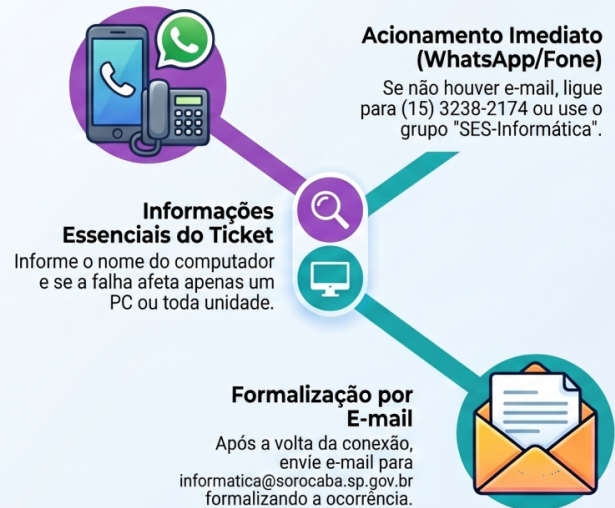 Acionamento Imediato
(WhatsApp/Fone)
Se não houver e-mail, ligue
para (15) 3238-2174 ou use o
grupo "SES-Informática".
Informações
Essenciais do Ticket
Informe o nome do computador
e se a falha afeta apenas um
PC ou toda unidade.
Formalização por
E-mail
Após a volta da conexão,
envíe e-mail para
informatica@sorocaba.sp.gov.br
formalizando a ocorrência.